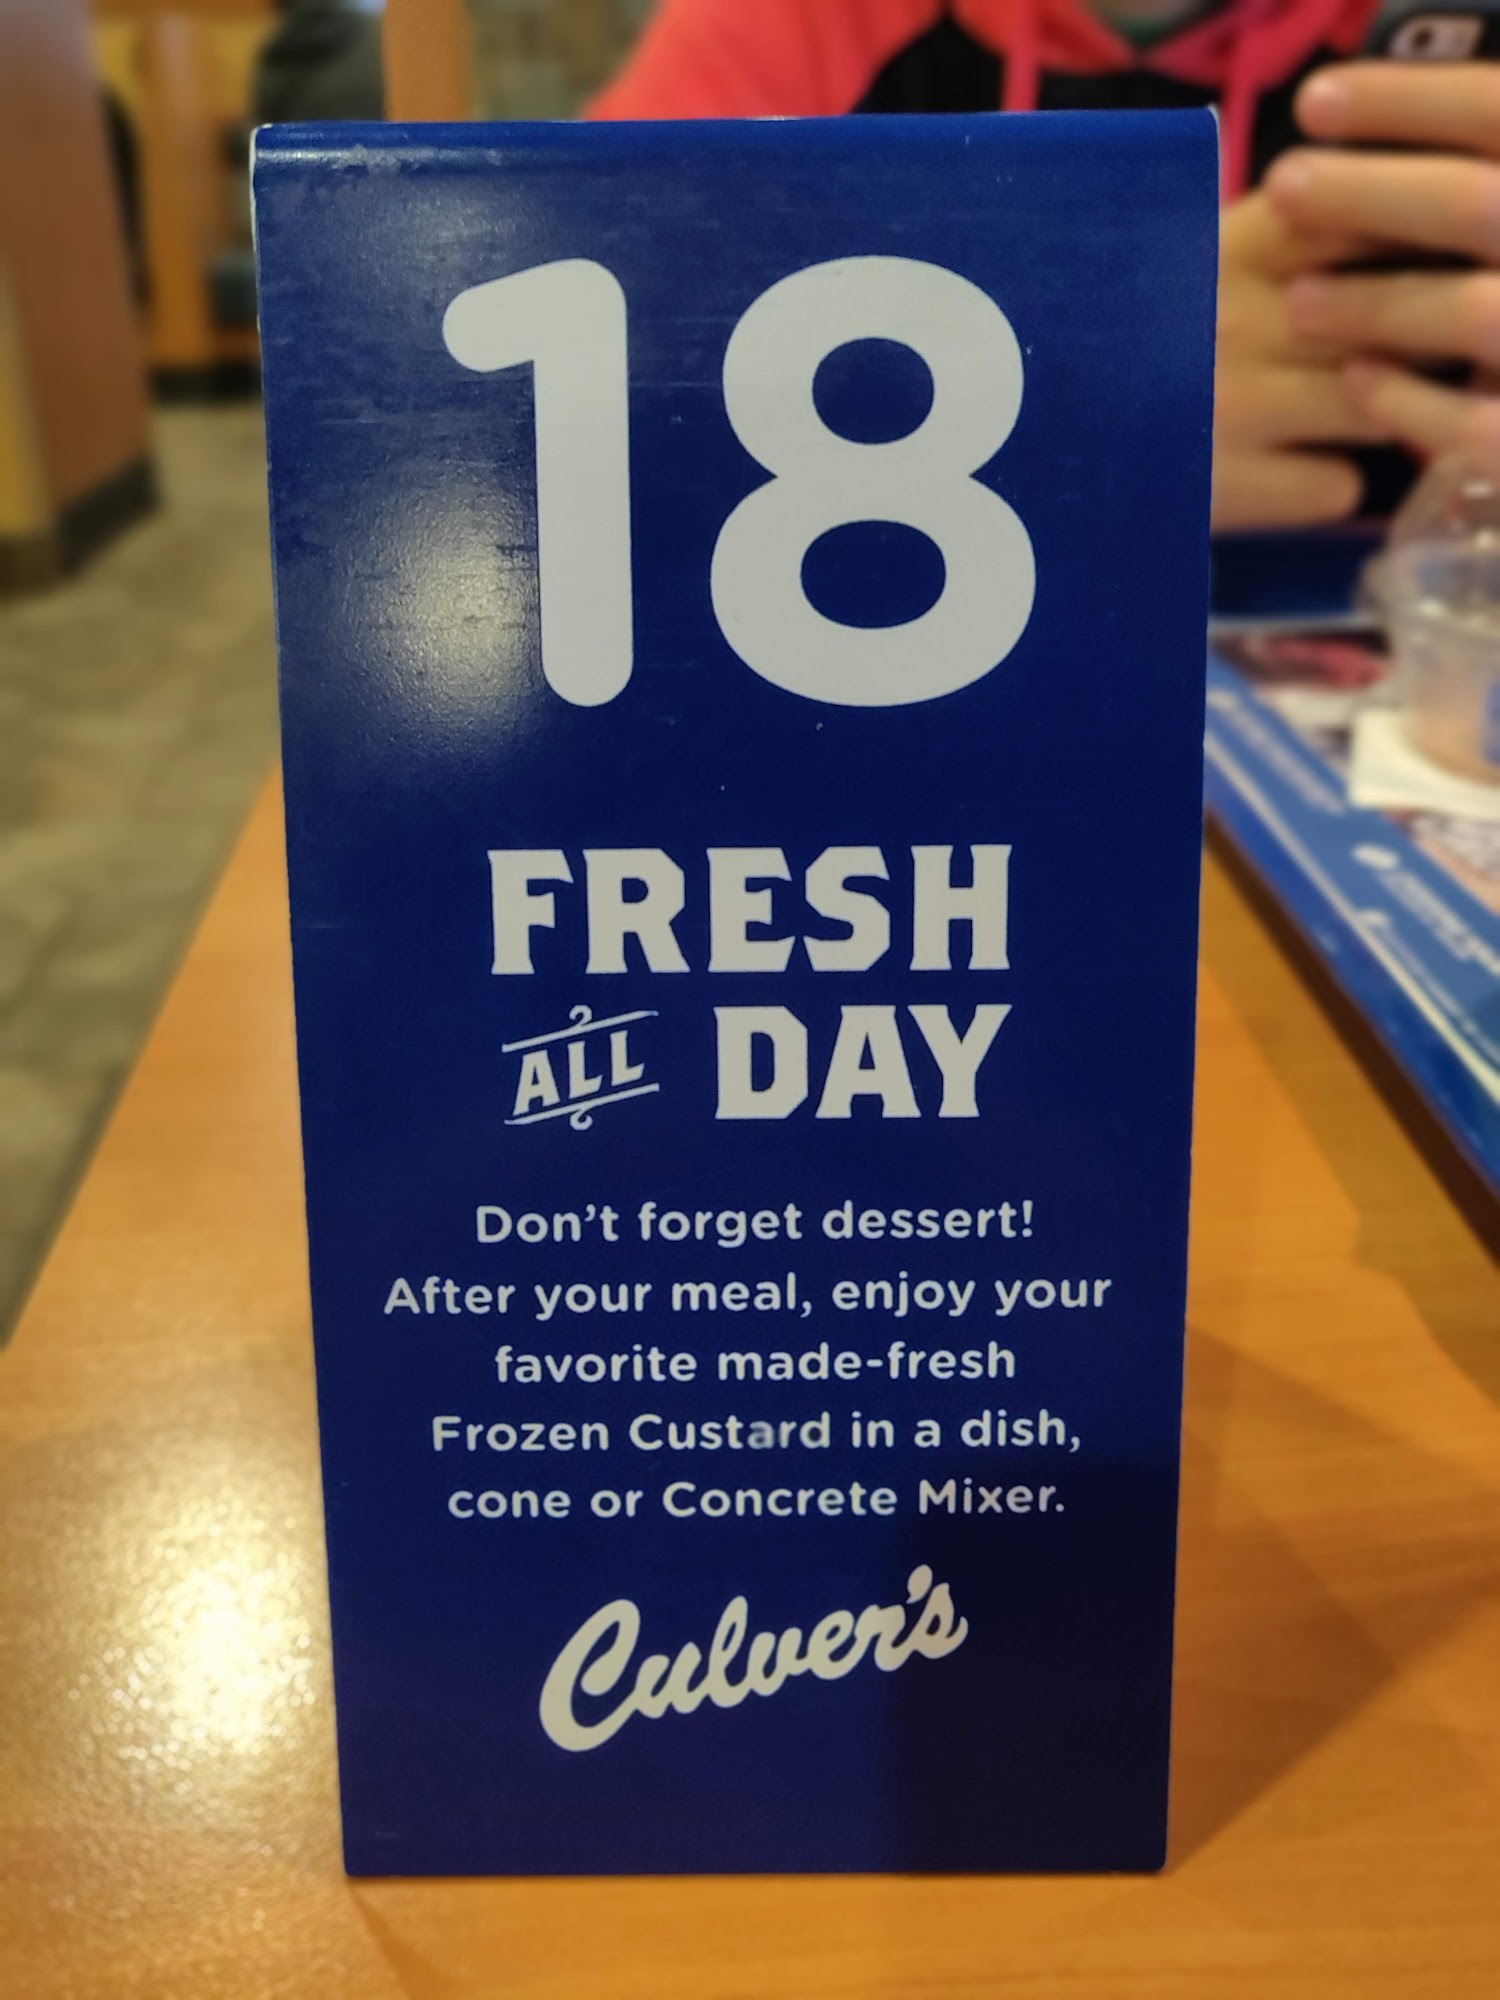 18
FRESH
ALL DAY
Don't forget dessert!
After your meal, enjoy your
favorite made-fresh
Frozen Custard in a dish,
cone or Concrete Mixer.
Culver's